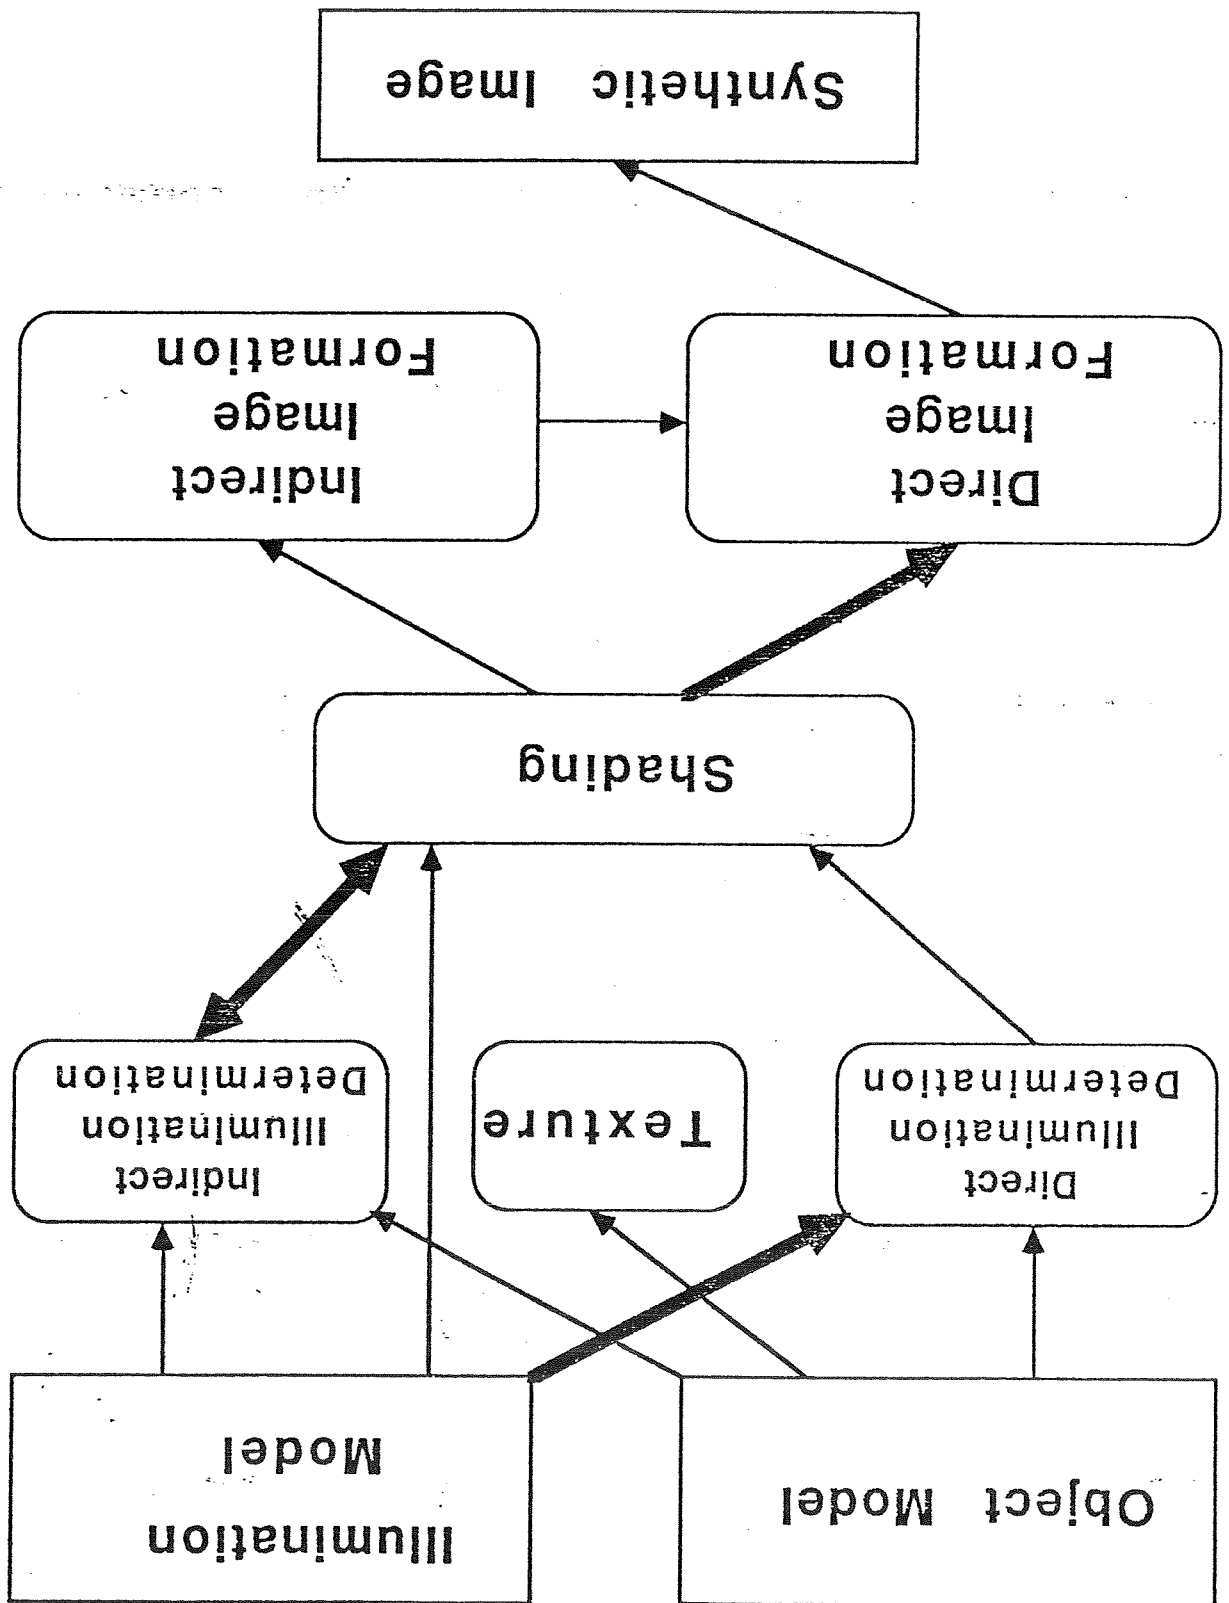 Object Model
Illumination
Model
Direct
Illumination
Determination
Texture
Indirect
Illumination
Determination
Shading
Direct
Image
Formation
Indirect
Image
Formation
Synthetic Image